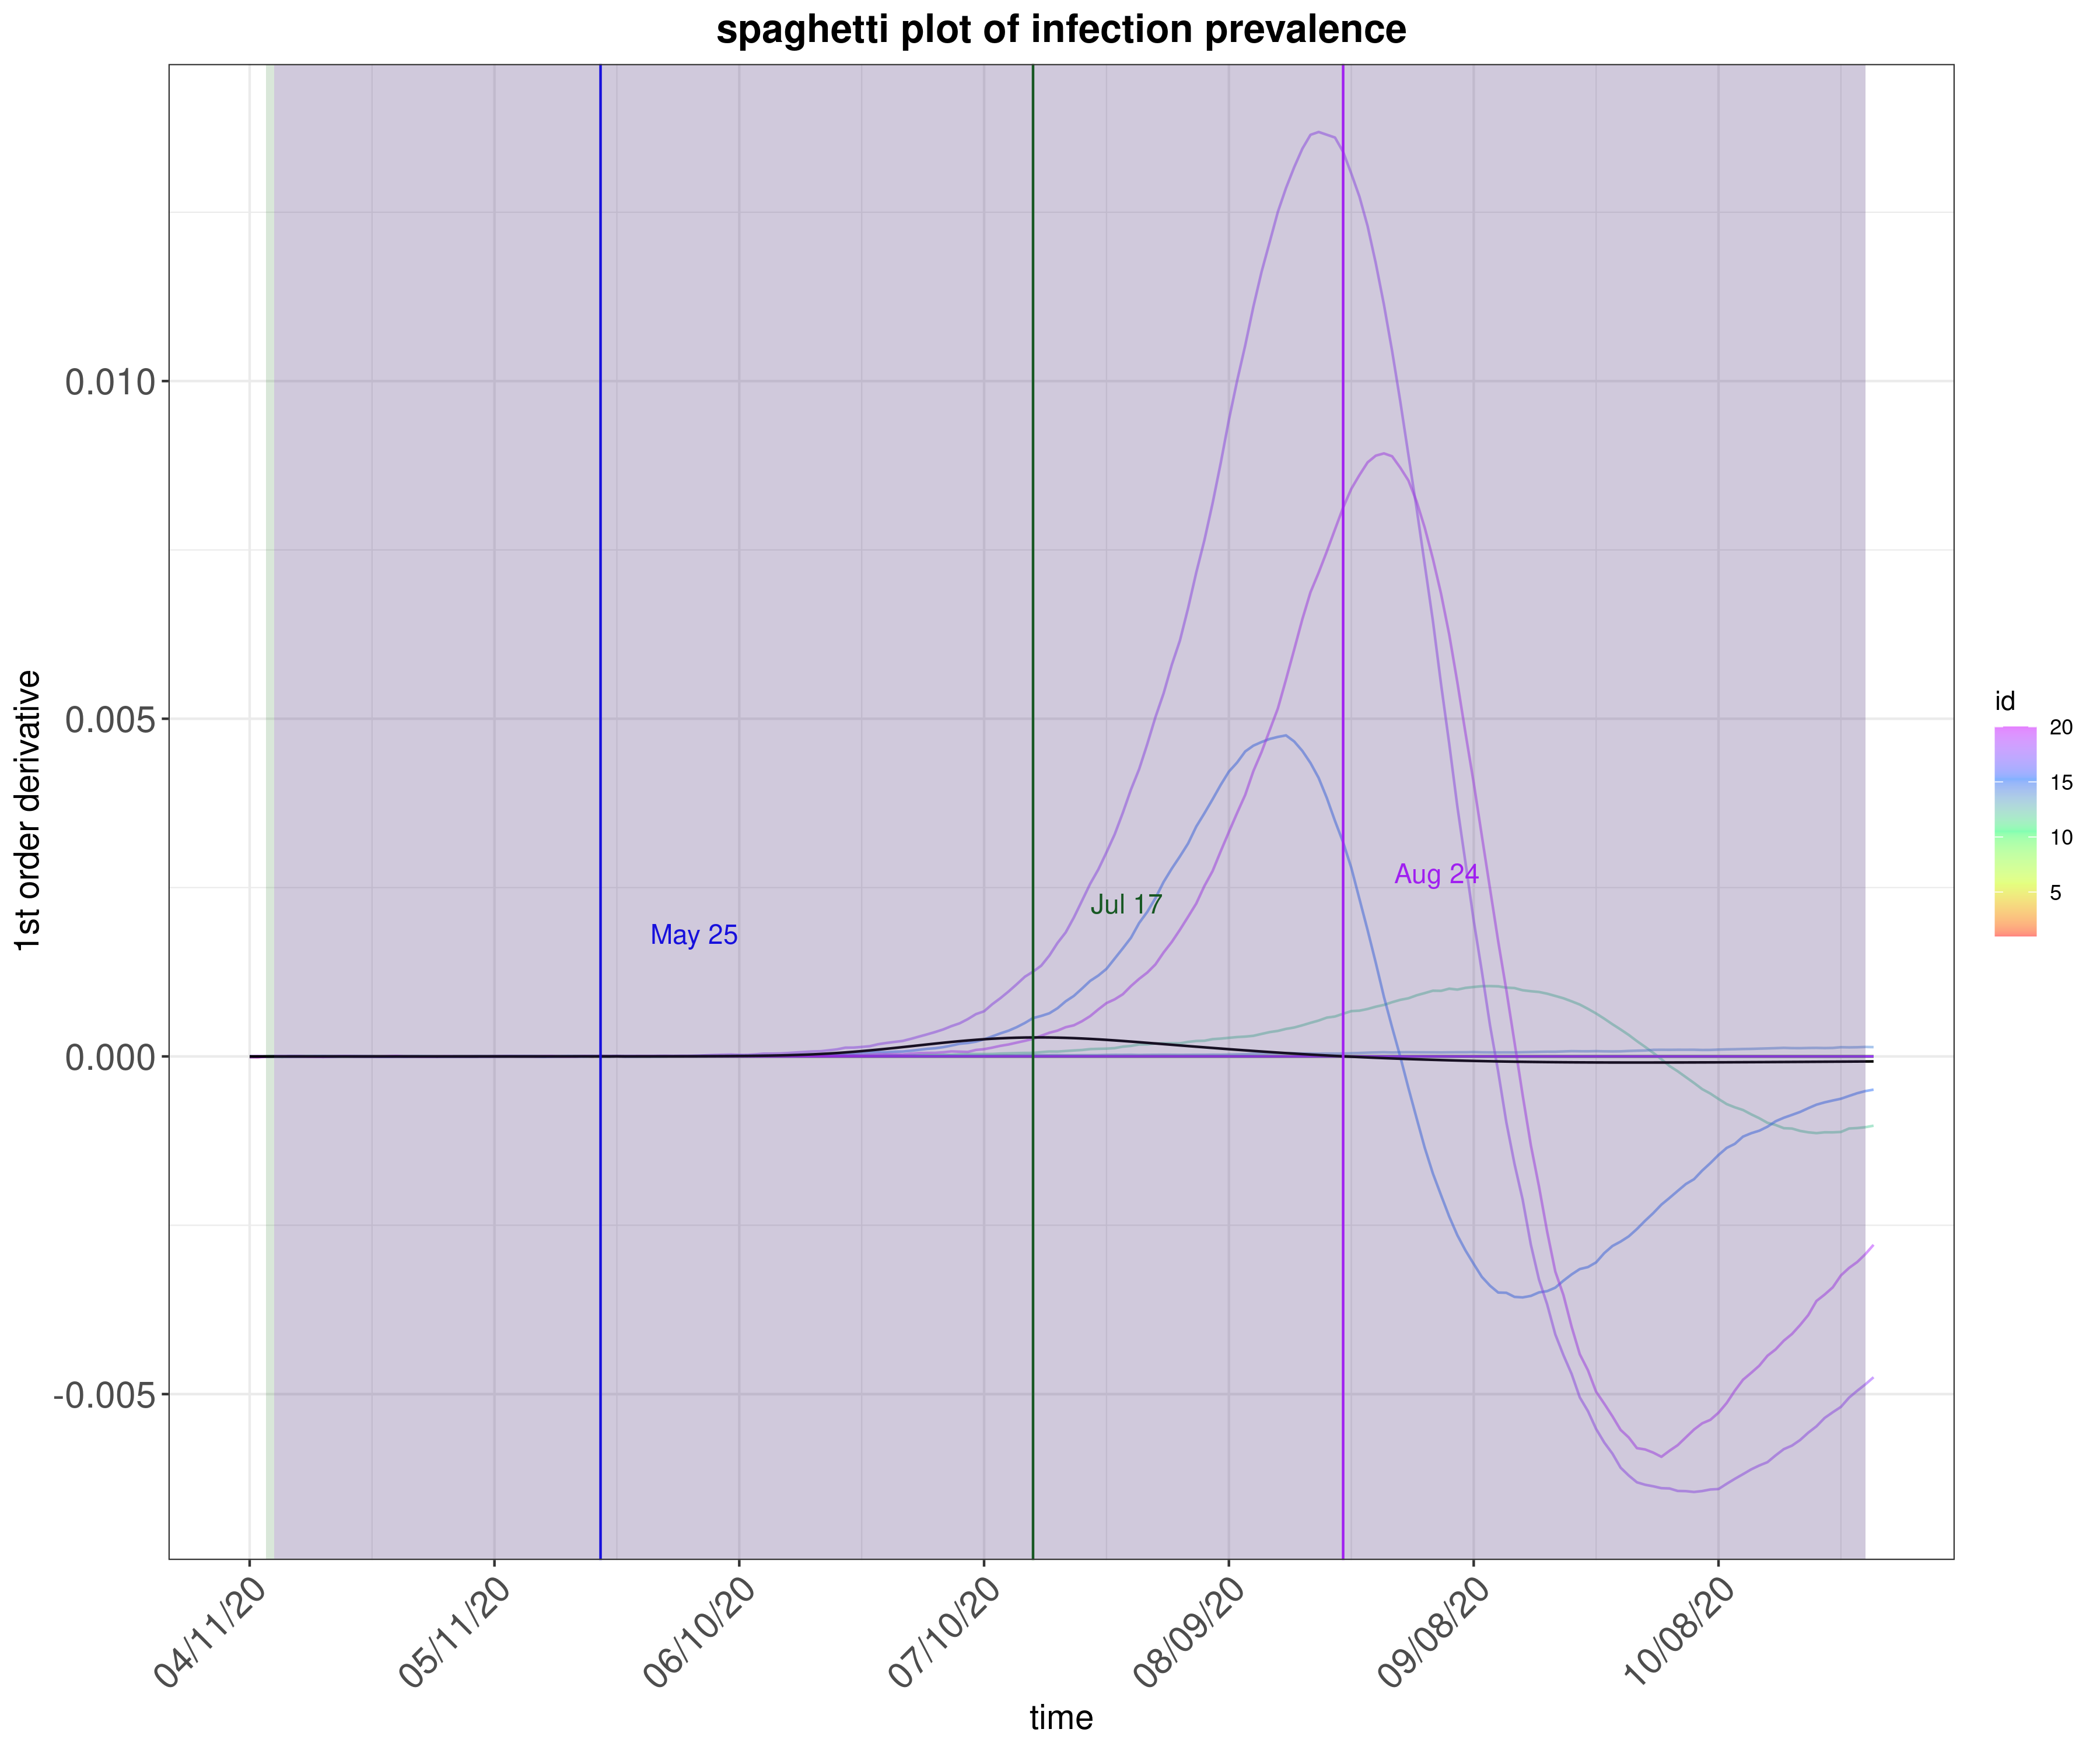 spaghetti plot of infection prevalence
1st order derivative
0.010
0.005
0.000
-0.005
May 25
Jul 17
Aug 24
id
20
15
10
5
04/11/20
05/11/20
06/10/20
07/10/20
08/09/20
09/08/20
10/08/20
time